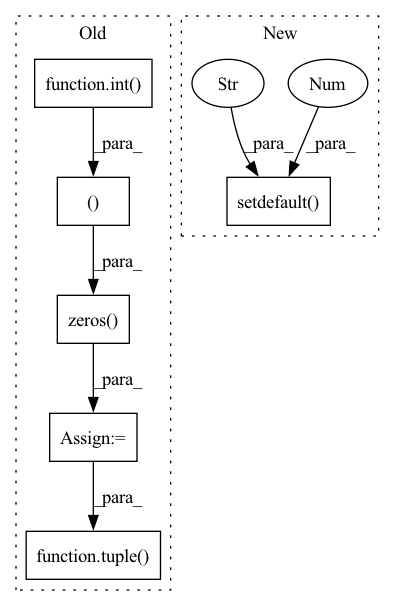 Old
function.int()
_para_
()
_para_
zeros()
_para_
Assign:=
_para_
function.tuple()
New
Str
Num
_para_
_para_
setdefault()